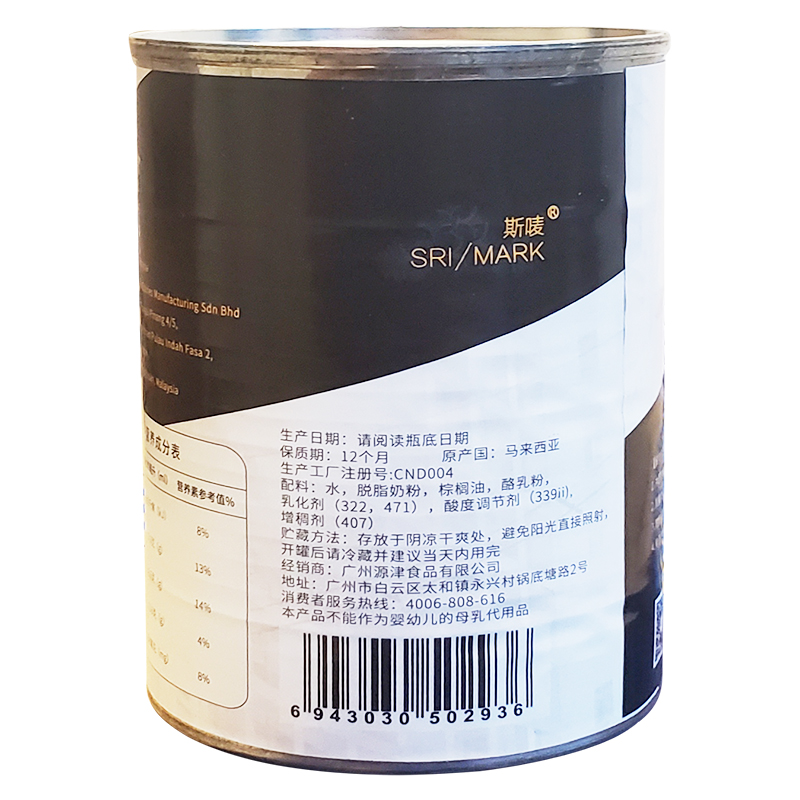 斯唛®
SRI/MARK
Manufacturing Sdn Bhd
4/5,
Pulau Indah Fasa 2,
Malaysia
养成分表
营养素参考值%
8%
13%
14%
4%
8%
生产日期：请阅读瓶底日期
保质期：12个月 原产国：马来西亚
生产工厂注册号:CND004
配料：水，脱脂奶粉，棕榈油，酪乳粉，
乳化剂（322，471），酸度调节剂（339ii),
增稠剂（407）
贮藏方法：存放于阴凉干爽处，避免阳光直接照射，
开罐后请冷藏并建议当天内用完
经销商：广州源津食品有限公司
地址：广州市白云区太和镇永兴村锅底塘路2号
消费者服务热线：4006-808-616
本产品不能作为婴幼儿的母乳代用品
6 943030 502936